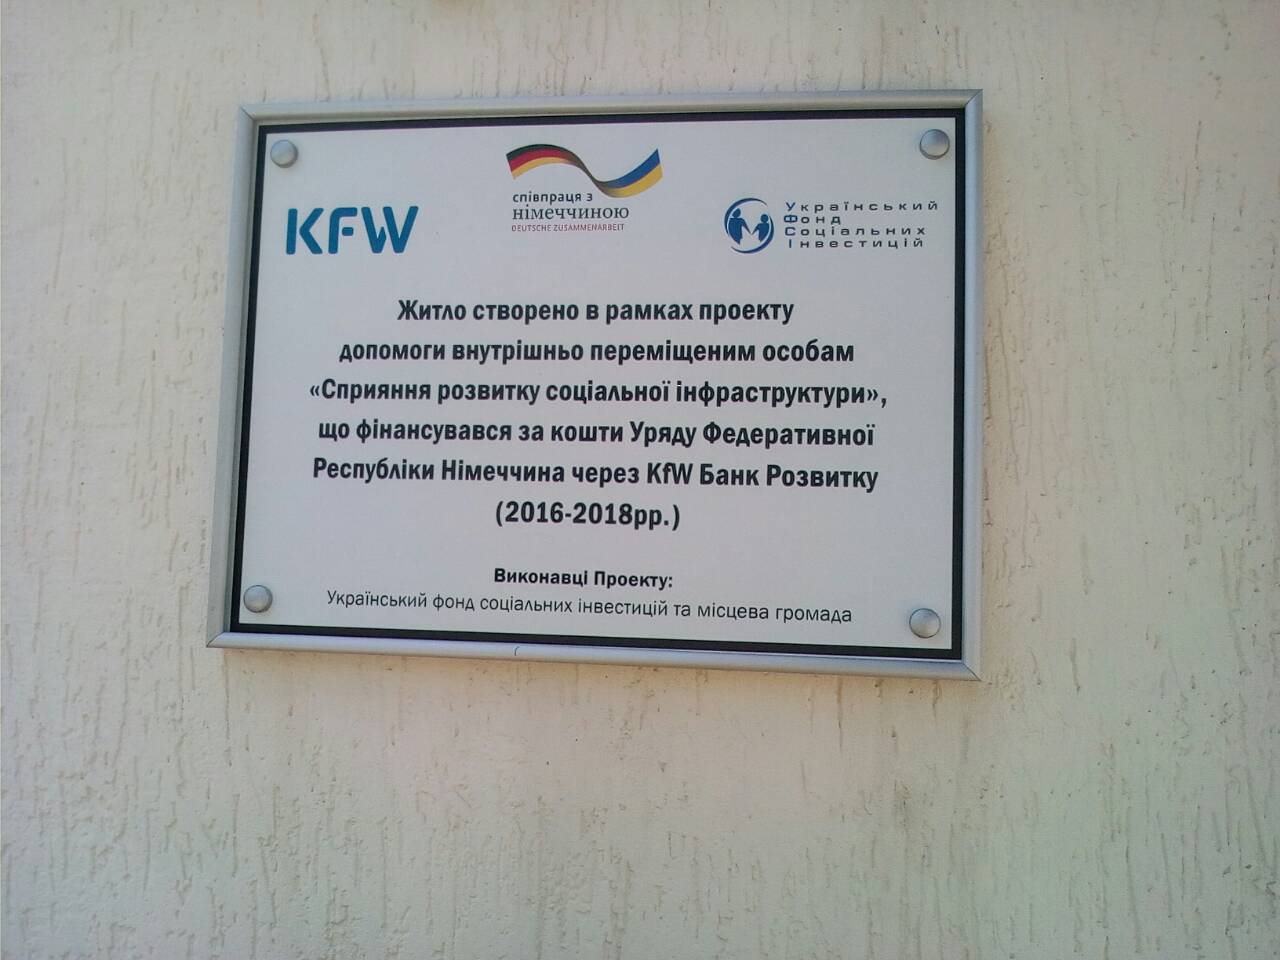 KFW
співпраця з
німеччиною
DEUTSCHE ZUSAMMENARBEIT
Український
Фонд
Соціальних
Інвестицій
Житло створено в рамках проекту
допомоги внутрішньо переміщеним особам
«Сприяння розвитку соціальної інфраструктури»,
що фінансувався за кошти Уряду Федеративної
Республіки Німеччина через KfW Банк Розвитку
(2016-2018рр.)
Виконавці Проекту:
Український фонд соціальних інвестицій та місцева громада